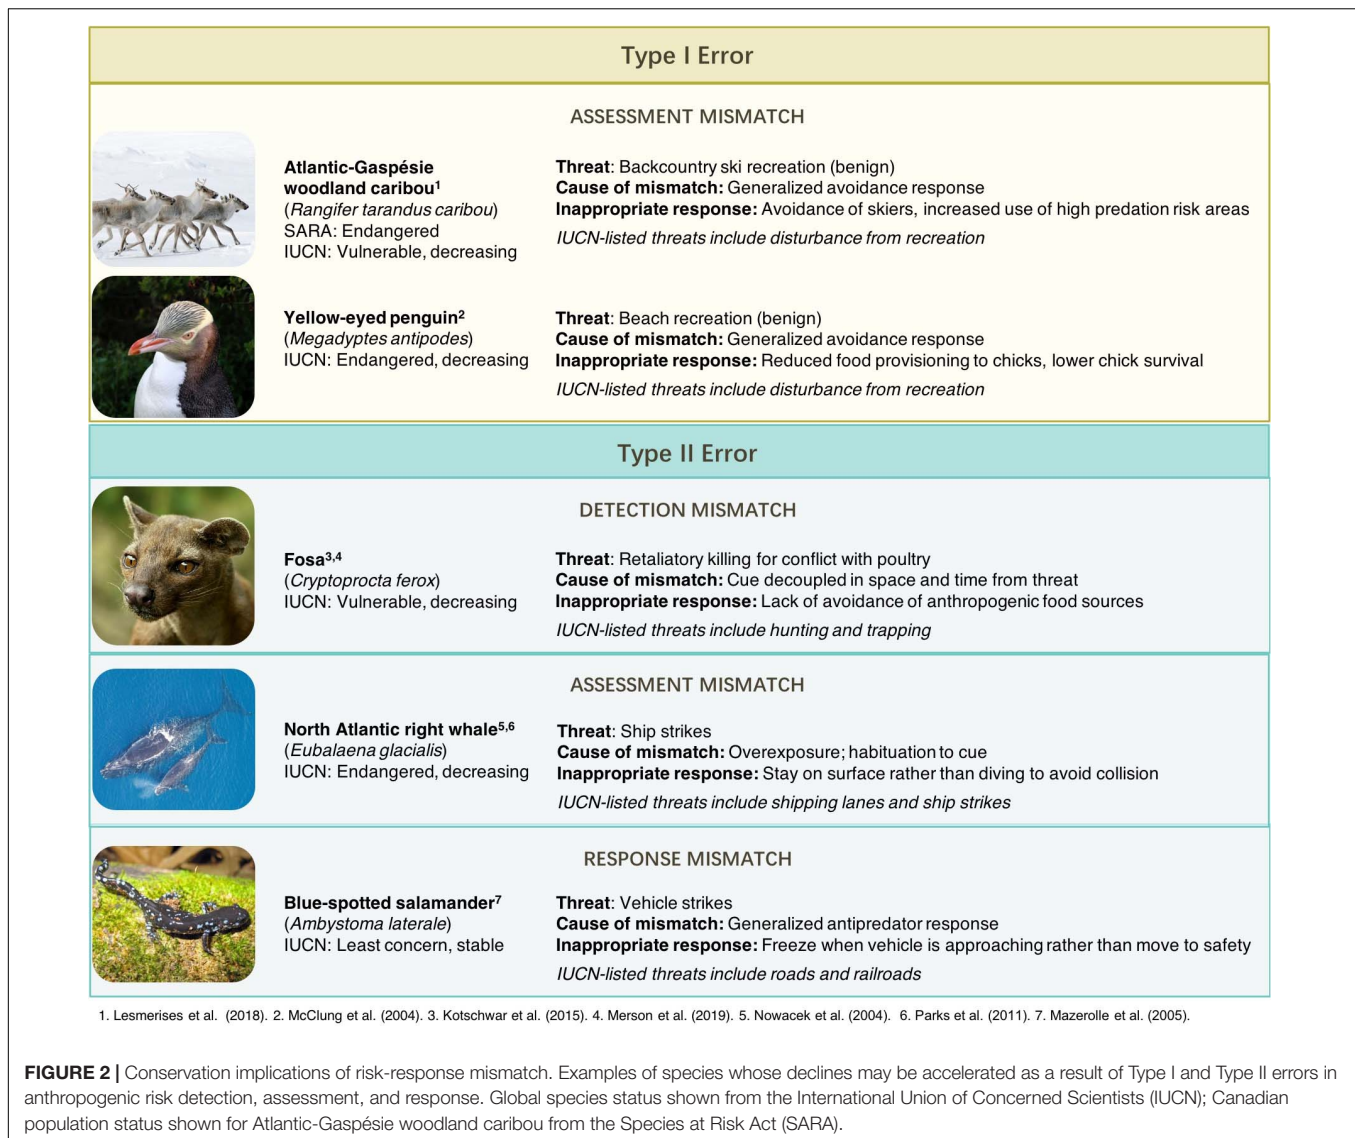 Type I Error
ASSESSMENT MISMATCH
Atlantic-Gaspésie
woodland caribou1
(Rangifer tarandus caribou)
SARA: Endangered
IUCN: Vulnerable, decreasing
Threat: Backcountry ski recreation (benign)
Cause of mismatch: Generalized avoidance response
Inappropriate response: Avoidance of skiers, increased use of high predation risk areas
IUCN-listed threats include disturbance from recreation
Yellow-eyed penguin2
(Megadyptes antipodes)
IUCN: Endangered, decreasing
Threat: Beach recreation (benign)
Cause of mismatch: Generalized avoidance response
Inappropriate response: Reduced food provisioning to chicks, lower chick survival
IUCN-listed threats include disturbance from recreation
Type II Error
DETECTION MISMATCH
Fosa3,4
(Cryptoprocta ferox)
IUCN: Vulnerable, decreasing
Threat: Retaliatory killing for conflict with poultry
Cause of mismatch: Cue decoupled in space and time from threat
Inappropriate response: Lack of avoidance of anthropogenic food sources
IUCN-listed threats include hunting and trapping
ASSESSMENT MISMATCH
North Atlantic right whale5,6
(Eubalaena glacialis)
IUCN: Endangered, decreasing
Threat: Ship strikes
Cause of mismatch: Overexposure; habituation to cue
Inappropriate response: Stay on surface rather than diving to avoid collision
IUCN-listed threats include shipping lanes and ship strikes
RESPONSE MISMATCH
Blue-spotted salamander7
(Ambystoma laterale)
IUCN: Least concern, stable
Threat: Vehicle strikes
Cause of mismatch: Generalized antipredator response
Inappropriate response: Freeze when vehicle is approaching rather than move to safety
IUCN-listed threats include roads and railroads
1. Lesmerises et al. (2018). 2. McClung et al. (2004). 3. Kotschwar et al. (2015). 4. Merson et al. (2019). 5. Nowacek et al. (2004). 6. Parks et al. (2011). 7. Mazerolle et al. (2005).
FIGURE 2 | Conservation implications of risk-response mismatch. Examples of species whose declines may be accelerated as a result of Type I and Type II errors in
anthropogenic risk detection, assessment, and response. Global species status shown from the International Union of Concerned Scientists (IUCN); Canadian
population status shown for Atlantic-Gaspésie woodland caribou from the Species at Risk Act (SARA).